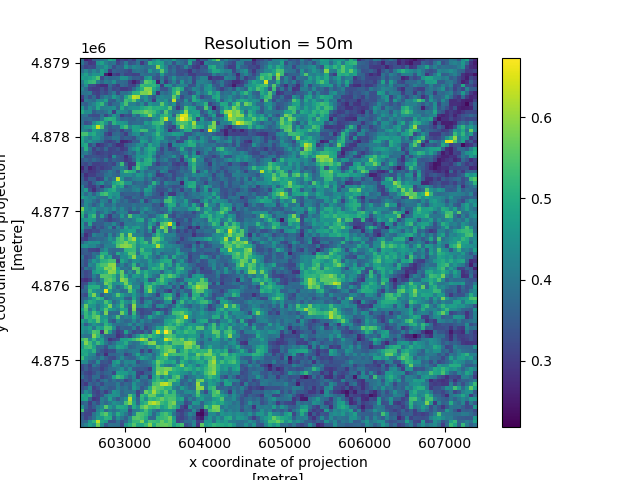 Resolution = 50m
1e6
4.879
4.878
4.877
4.876
4.875
coordinate of projection
[metre]
603000 604000 605000 606000 607000
x coordinate of projection
[metre]
0.6
0.5
0.4
0.3